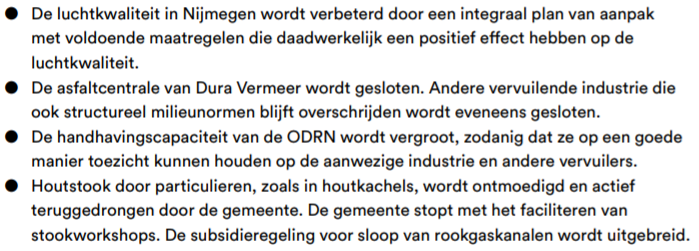 ● De luchtkwaliteit in Nijmegen wordt verbeterd door een integraal plan van aanpak
met voldoende maatregelen die daadwerkelijk een positief effect hebben op de
luchtkwaliteit.
● De asfaltcentrale van Dura Vermeer wordt gesloten. Andere vervuilende industrie die
ook structureel milieunormen blijft overschrijden wordt eveneens gesloten.
● De handhavingscapaciteit van de ODRN wordt vergroot, zodanig dat ze op een goede
manier toezicht kunnen houden op de aanwezige industrie en andere vervuilers.
● Houtstook door particulieren, zoals in houtkachels, wordt ontmoedigd en actief
teruggedrongen door de gemeente. De gemeente stopt met het faciliteren van
stookworkshops. De subsidieregeling voor sloop van rookgaskanalen wordt uitgebreid.